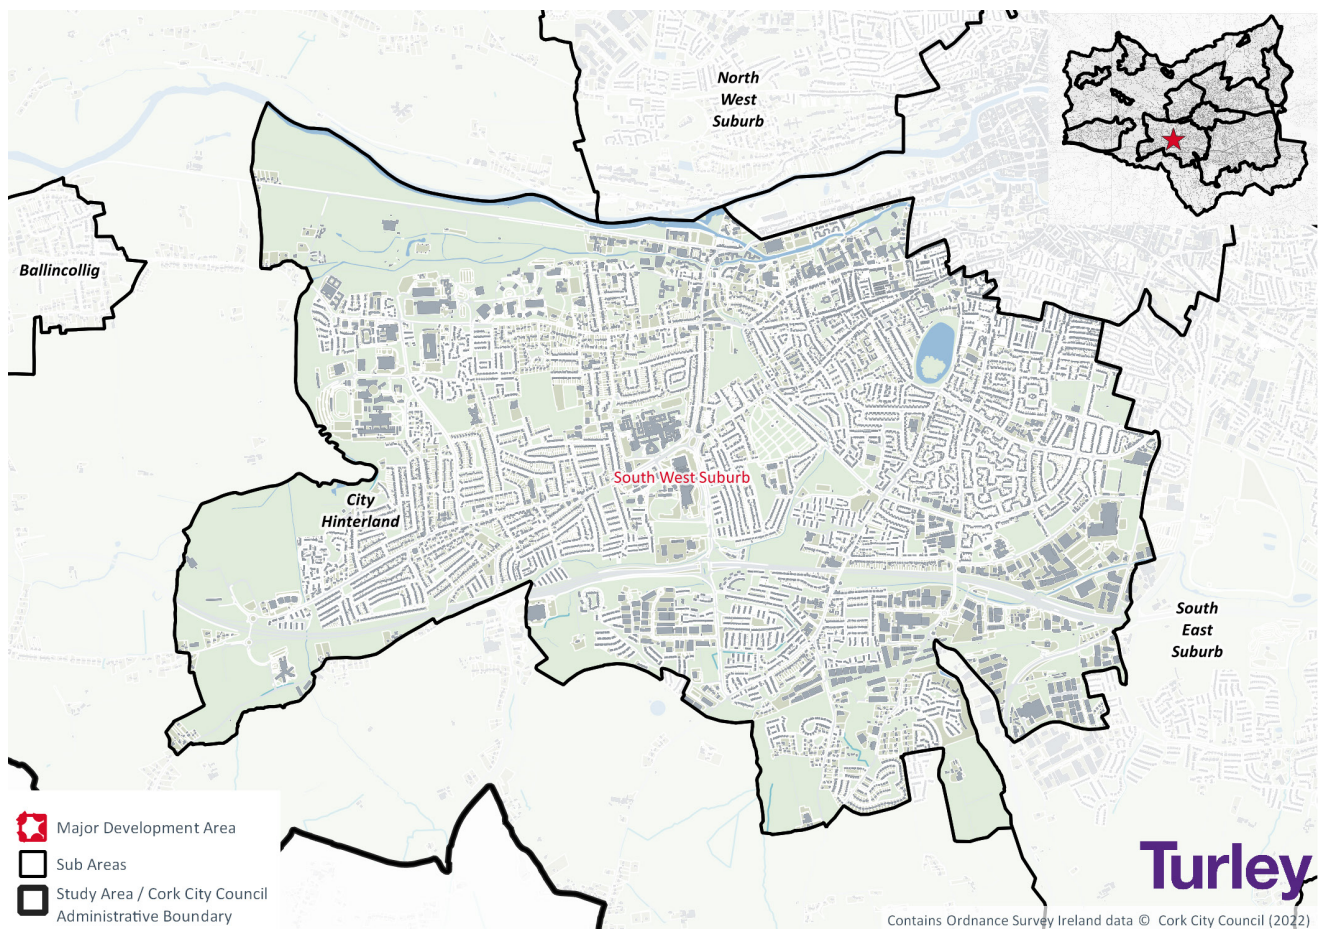 North
West
Suburb
Ballincollig
South West Suburb
City
Hinterland
South
East
Suburb
Major Development Area
Sub Areas
Study Area / Cork City Council
Administrative Boundary
Turley
Contains Ordnance Survey Ireland data © Cork City Council (2022)